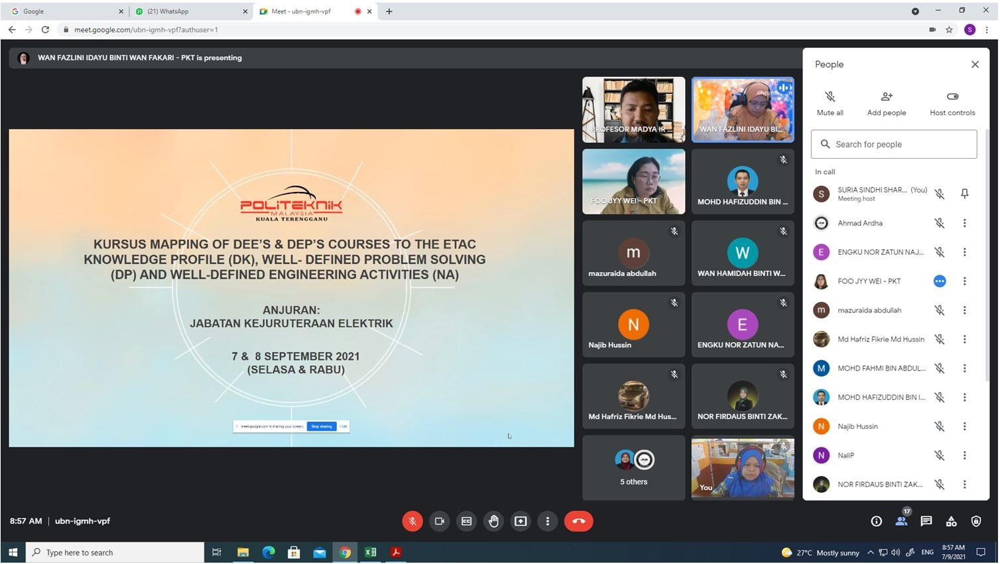 Google
(21) WhatsApp
Meet - ubn-igmh-vpf
meet.google.com/ubn-igmh-vpf?authuser=1
S
WAN FAZLINI IDAYU BINTI WAN FAKARI - PKT is presenting
POLITEKNIK
MALAYSIA
KUALA TERENGGANU
KURSUS MAPPING OF DEE'S & DEP'S COURSES TO THE ETAC
KNOWLEDGE PROFILE (DK), WELL- DEFINED PROBLEM SOLVING
(DP) AND WELL-DEFINED ENGINEERING ACTIVITIES (NA)
ANJURAN:
JABATAN KEJURUTERAAN ELEKTRIK
7 & 8 SEPTEMBER 2021
(SELASA & RABU)
meet.google.com is sharing your screen.
Stop sharing
Hide
PROFESOR MADYA IR ...
WAN FAZLINI IDAYU BI...
FOO JYY WEI - PKT
MOHD HAFIZUDDIN BIN ...
m
mazuraida abdullah
W
WAN HAMIDAH BINTI W...
N
Najib Hussin
E
ENGKU NOR ZATUN NA...
Md Hafriz Fikrie Md Hus...
NOR FIRDAUS BINTI ZAK...
5 others
You
People
Mute all
Add people
Host controls
Search for people
In call
S
SURIA SINDHI SHAR... (You)
Meeting host
Ahmad Ardha
E
ENGKU NOR ZATUN NAJ...
FOO JYY WEI - PKT
m
mazuraida abdullah
Md Hafriz Fikrie Md Hussin
M
MOHD FAHMI BIN ABDUL...
MOHD HAFIZUDDIN BIN I...
N
Najib Hussin
N
NaliP
NOR FIRDAUS BINTI ZAK...
8:57 AM | ubn-igmh-vpf
17
Type here to search
27°C Mostly sunny
ENG
8:57 AM
7/9/2021